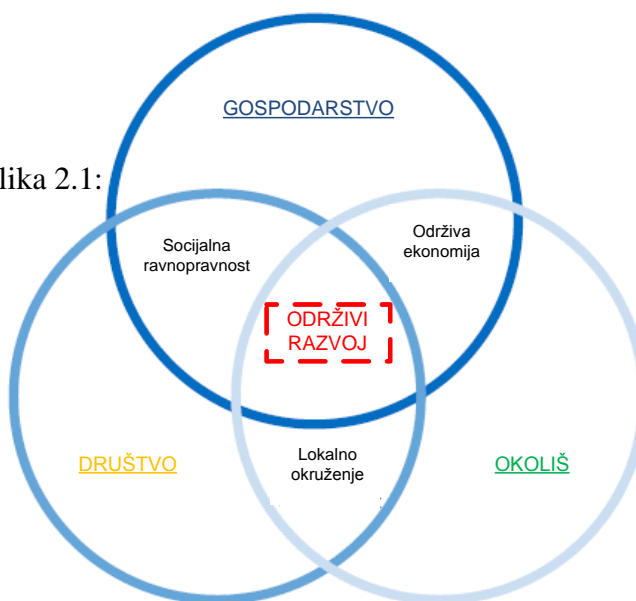 GOSPODARSTVO
lika 2.1:
Socijalna
ravnopravnost
Održiva
ekonomija
ODRŽIVI
RAZVOJ
DRUŠTVO
Lokalno
okruženje
OKOLIŠ